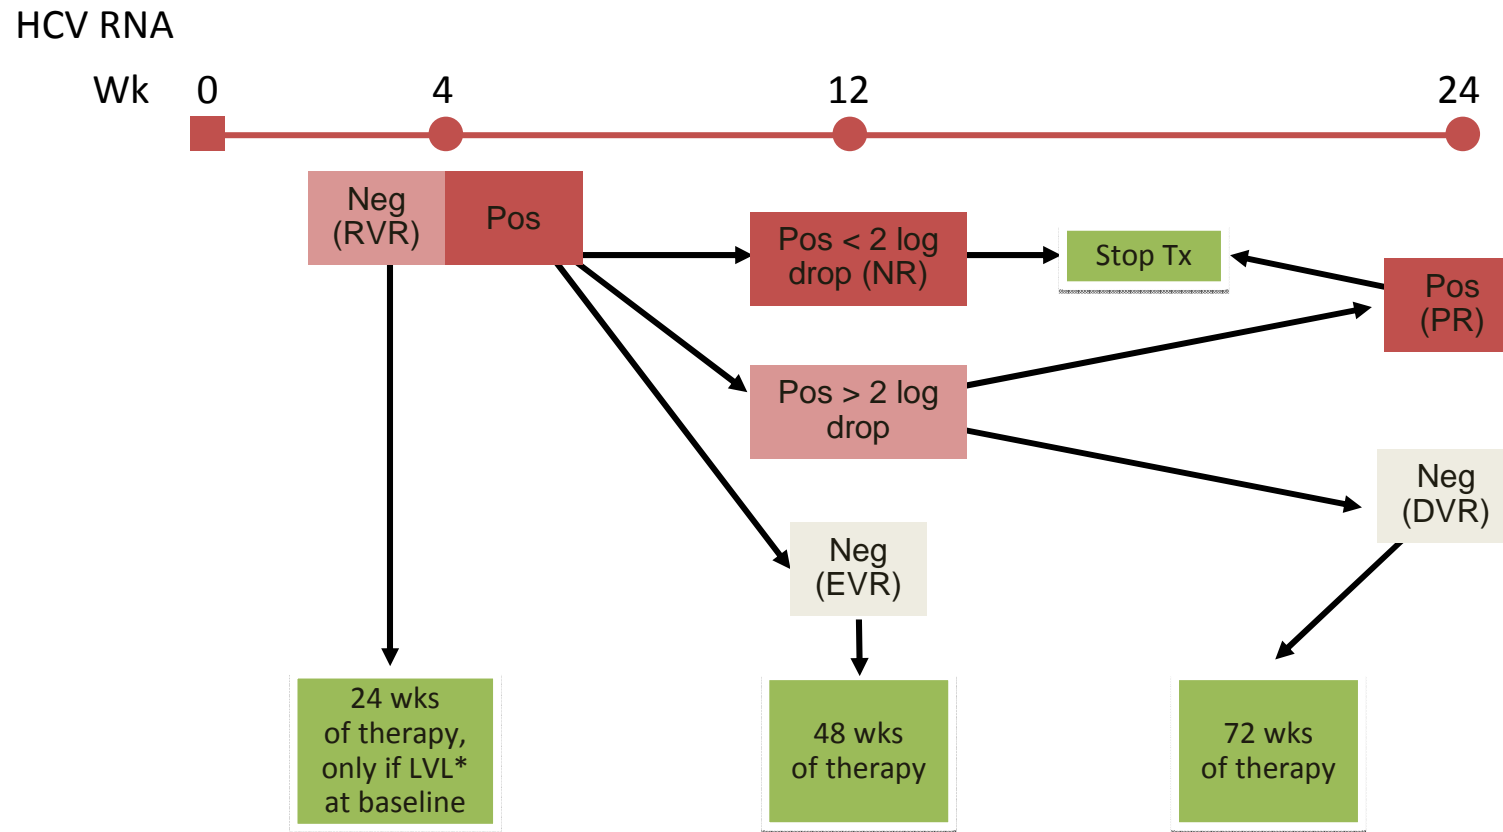 HCV RNA
Wk 0 4 12 24
Neg
(RVR)
Pos
Pos < 2 log
drop (NR)
Stop Tx
Pos
(PR)
Pos > 2 log
drop
Neg
(DVR)
Neg
(EVR)
24 wks
of therapy,
only if LVL*
at baseline
48 wks
of therapy
72 wks
of therapy